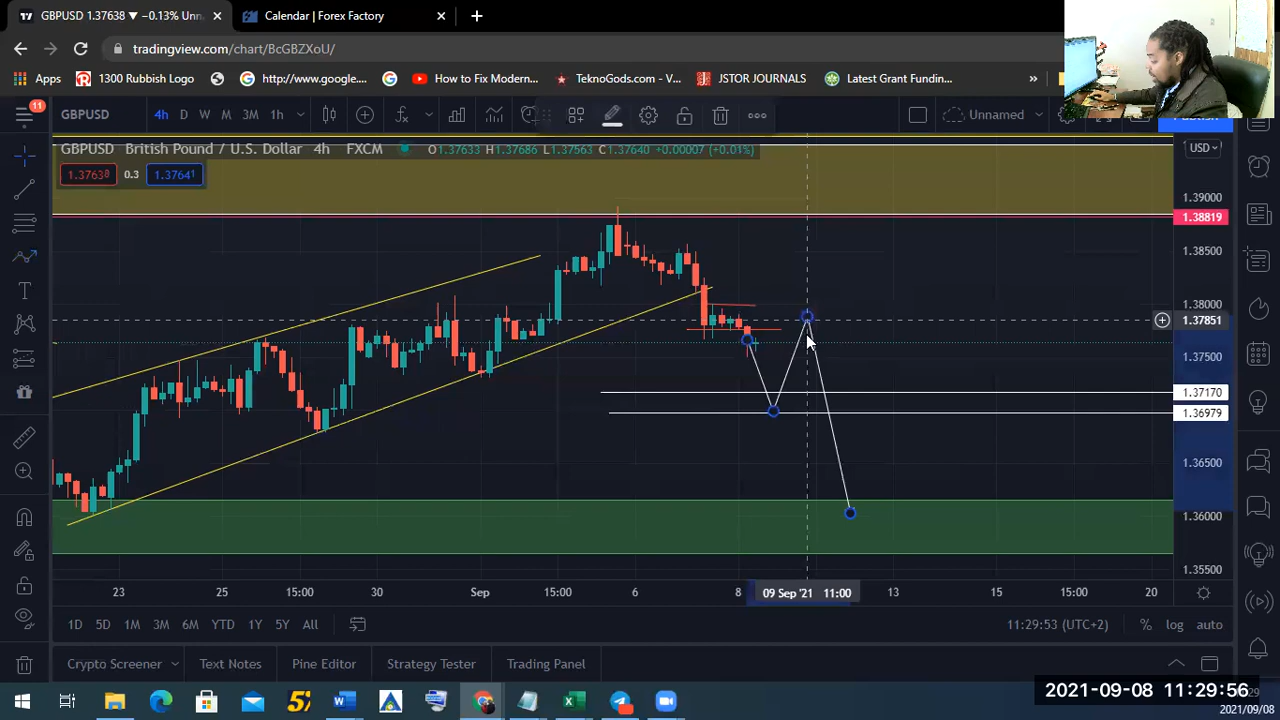 GBPUSD 1.37638 ▼ −0.13% Unn
Calendar | Forex Factory
tradingview.com/chart/BcGBZXoU/
Apps 1300 Rubbish Logo http://www.google.... How to Fix Modern... TeknoGods.com - V... JSTOR JOURNALS Latest Grant Fundin... »
11 GBPUSD 4h D W M 3M 1h Unnamed
Publish
GBPUSD British Pound / U.S. Dollar 4h FXCM O1.37633 H1.37686 L1.37563 C1.37640 +0.00007 (+0.01%) USD
1.37638 0.3 1.37641
1.39000
1.38819
1.38500
1.38000
1.37851
1.37500
1.37170
1.36979
1.36500
1.36000
1.35500
23 25 15:00 30 Sep 15:00 6 8 09 Sep '21 11:00 13 15 15:00 20
1D 5D 1M 3M 6M YTD 1Y 5Y All 11:29:53 (UTC+2) % log auto
Crypto Screener Text Notes Pine Editor Strategy Tester Trading Panel
2021-09-08 11:29:56
2021/09/08